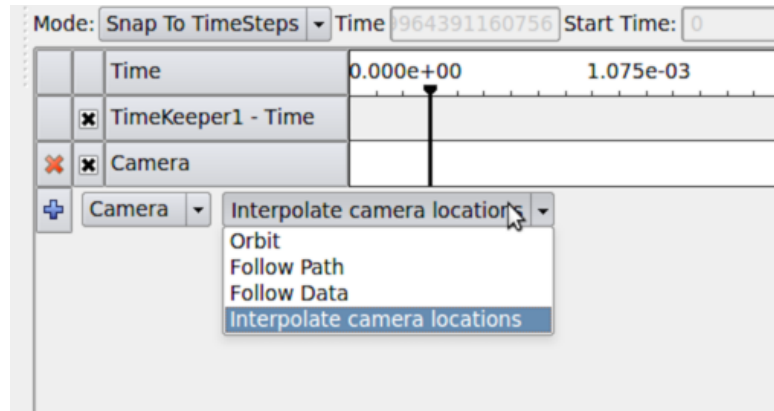 Mode: Snap To TimeSteps Time 9964391160756 Start Time: 0
Time 0.000e+00 1.075e-03
TimeKeeper1 - Time
Camera
Camera Interpolate camera locations
Orbit
Follow Path
Follow Data
Interpolate camera locations